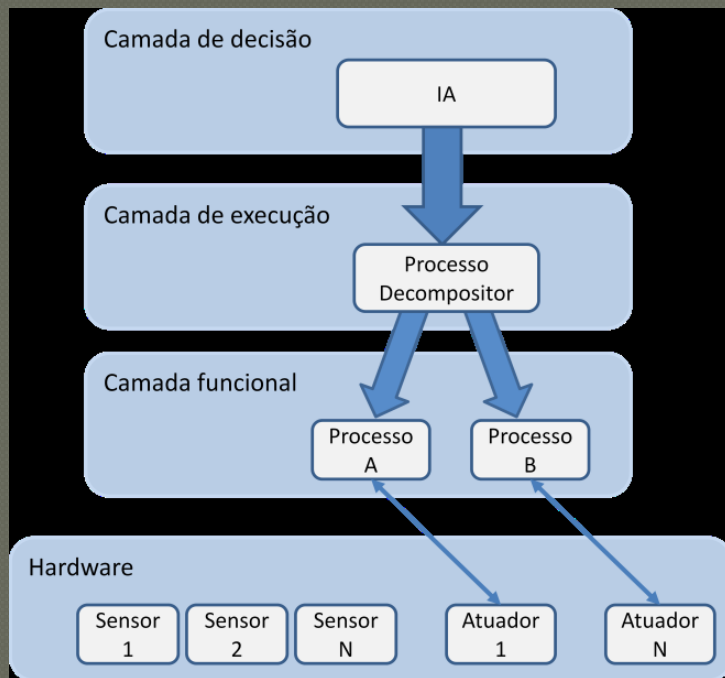 Camada de decisão
IA
Camada de execução
Processo
Decompositor
Camada funcional
Processo
A
Processo
B
Hardware
Sensor
1
Sensor
2
Sensor
N
Atuador
1
Atuador
N